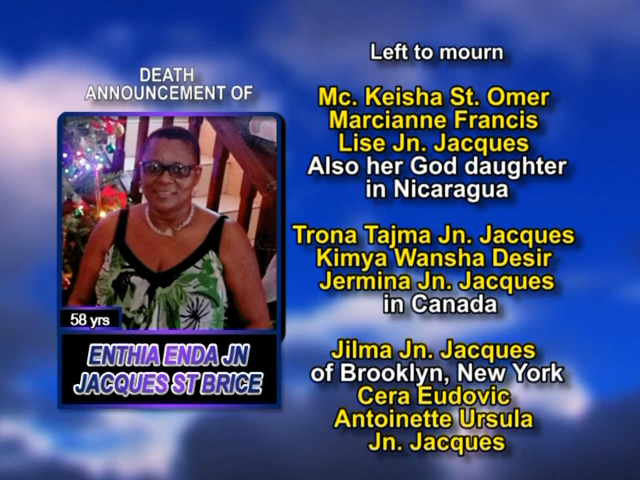 DEATH
ANNOUNCEMENT OF
58 yrs
ENTHIA ENDA JN
JACQUES ST BRICE
Left to mourn
Mc. Keisha St. Omer
Marcianne Francis
Lise Jn. Jacques
Also her God daughter
in Nicaragua
Trona Tajma Jn. Jacques
Kimya Wansha Desir
Jermina Jn. Jacques
in Canada
Jilma Jn. Jacques
of Brooklyn, New York
Cera Eudovic
Antoinette Ursula
Jn. Jacques